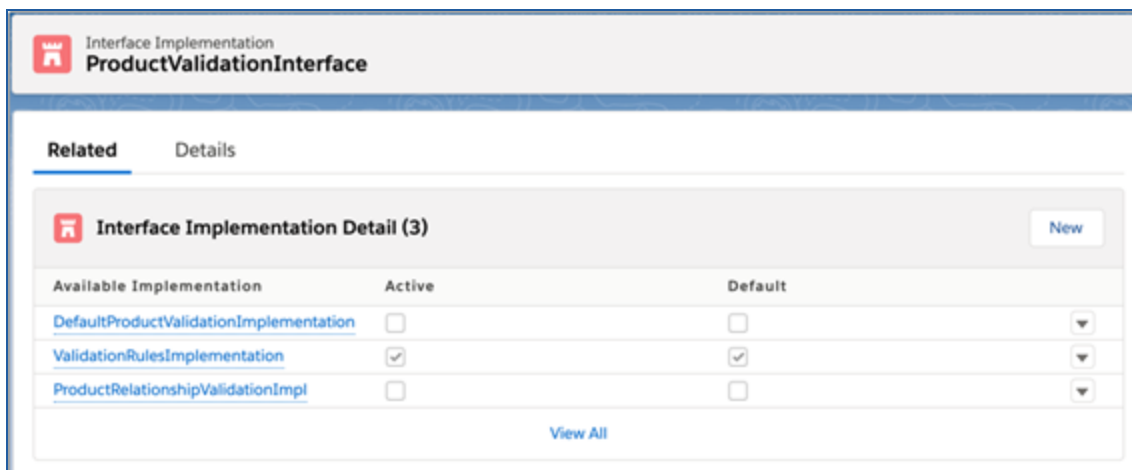 Interface Implementation
ProductValidationInterface
Related Details
Interface Implementation Detail (3) New
Available Implementation Active Default
DefaultProductValidationImplementation
ValidationRulesImplementation
ProductRelationshipValidationImpl
View All